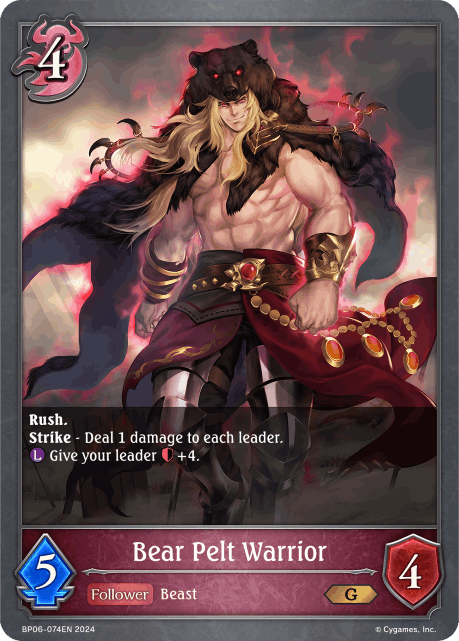 4
Rush.
Strike - Deal 1 damage to each leader.
L Give your leader +4.
Bear Pelt Warrior
5
Follower Beast
G
4
BP06-074EN 2024
© Cygames, Inc.